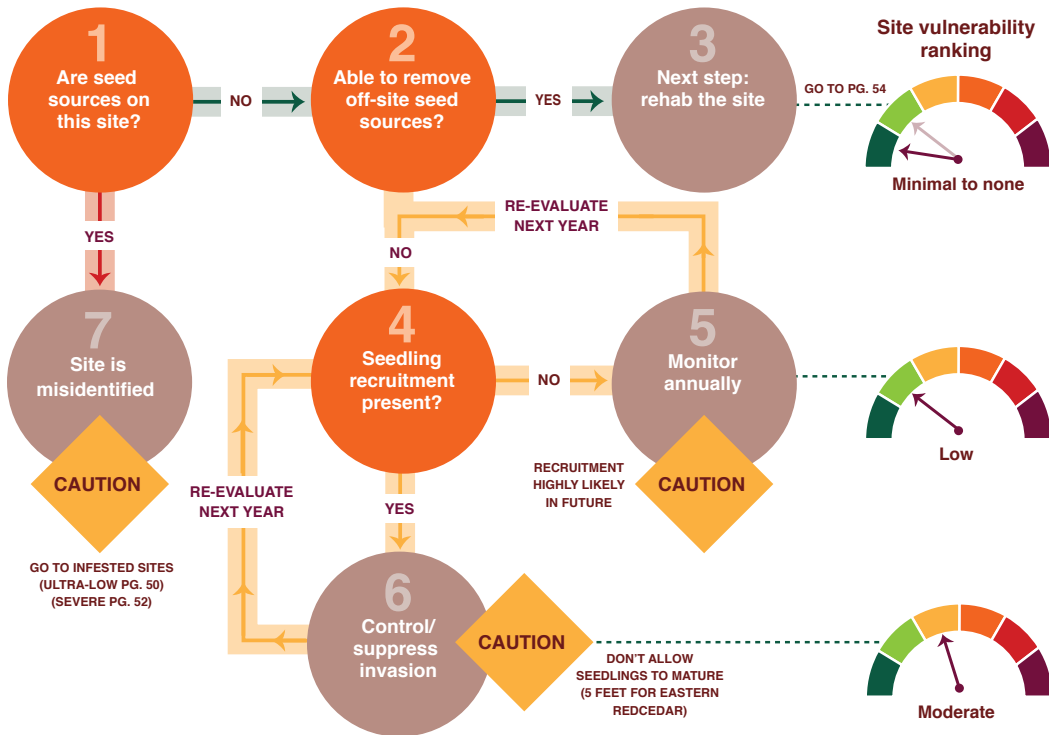 1
Are seed
sources on
this site?
NO
2
Able to remove
off-site seed
sources?
YES
3
Next step:
rehab the site
GO TO PG. 54
Site vulnerability
ranking
Minimal to none
YES
NO
RE-EVALUATE
NEXT YEAR
7
Site is
misidentified
CAUTION
GO TO INFESTED SITES
(ULTRA-LOW PG. 50)
(SEVERE PG. 52)
4
Seedling
recruitment
present?
NO
5
Monitor
annually
CAUTION
RECRUITMENT
HIGHLY LIKELY
IN FUTURE
Low
RE-EVALUATE
NEXT YEAR
YES
6
Control/
suppress
invasion
CAUTION
DON'T ALLOW
SEEDLINGS TO MATURE
(5 FEET FOR EASTERN
REDCEDAR)
Moderate